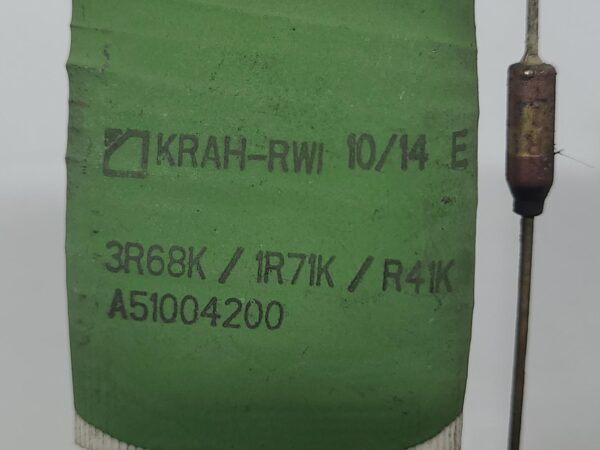 KRAH-RWI 10/14 E
3R68K / 1R71K / R41K
A51004200